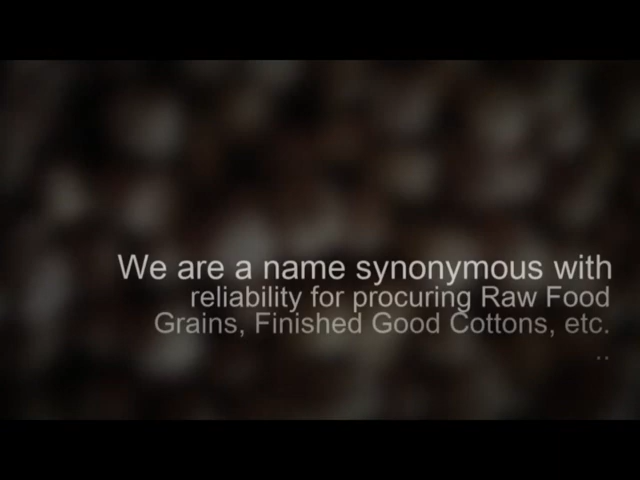 We are a name synonymous with
reliability for procuring Raw Food
Grains, Finished Good Cottons, etc.
..